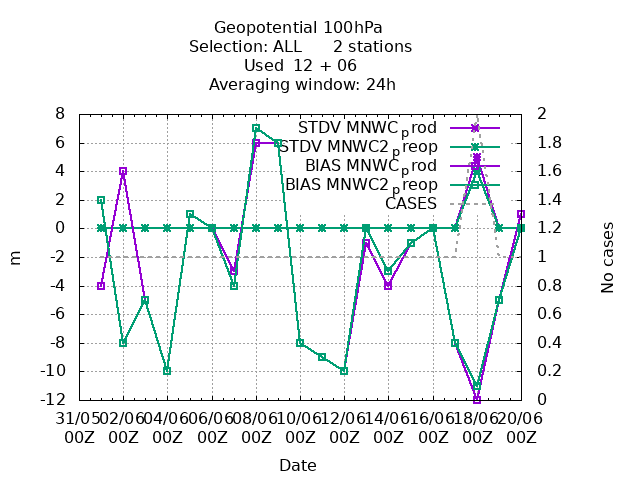 Geopotential 100hPa
Selection: ALL 2 stations
Used 12 + 06
Averaging window: 24h
STDV MNWC_prod
STDV MNWC2_preop
BIAS MNWC_prod
BIAS MNWC2_preop
CASES
8
6
4
2
0
-2
-4
-6
-8
-10
-12
m
2
1.8
1.6
1.4
1.2
1
0.8
0.6
0.4
0.2
0
No cases
31/05 02/06 04/06 06/06 08/06 10/06 12/06 14/06 16/06 18/06 20/06
00Z 00Z 00Z 00Z 00Z 00Z 00Z 00Z 00Z 00Z 00Z
Date